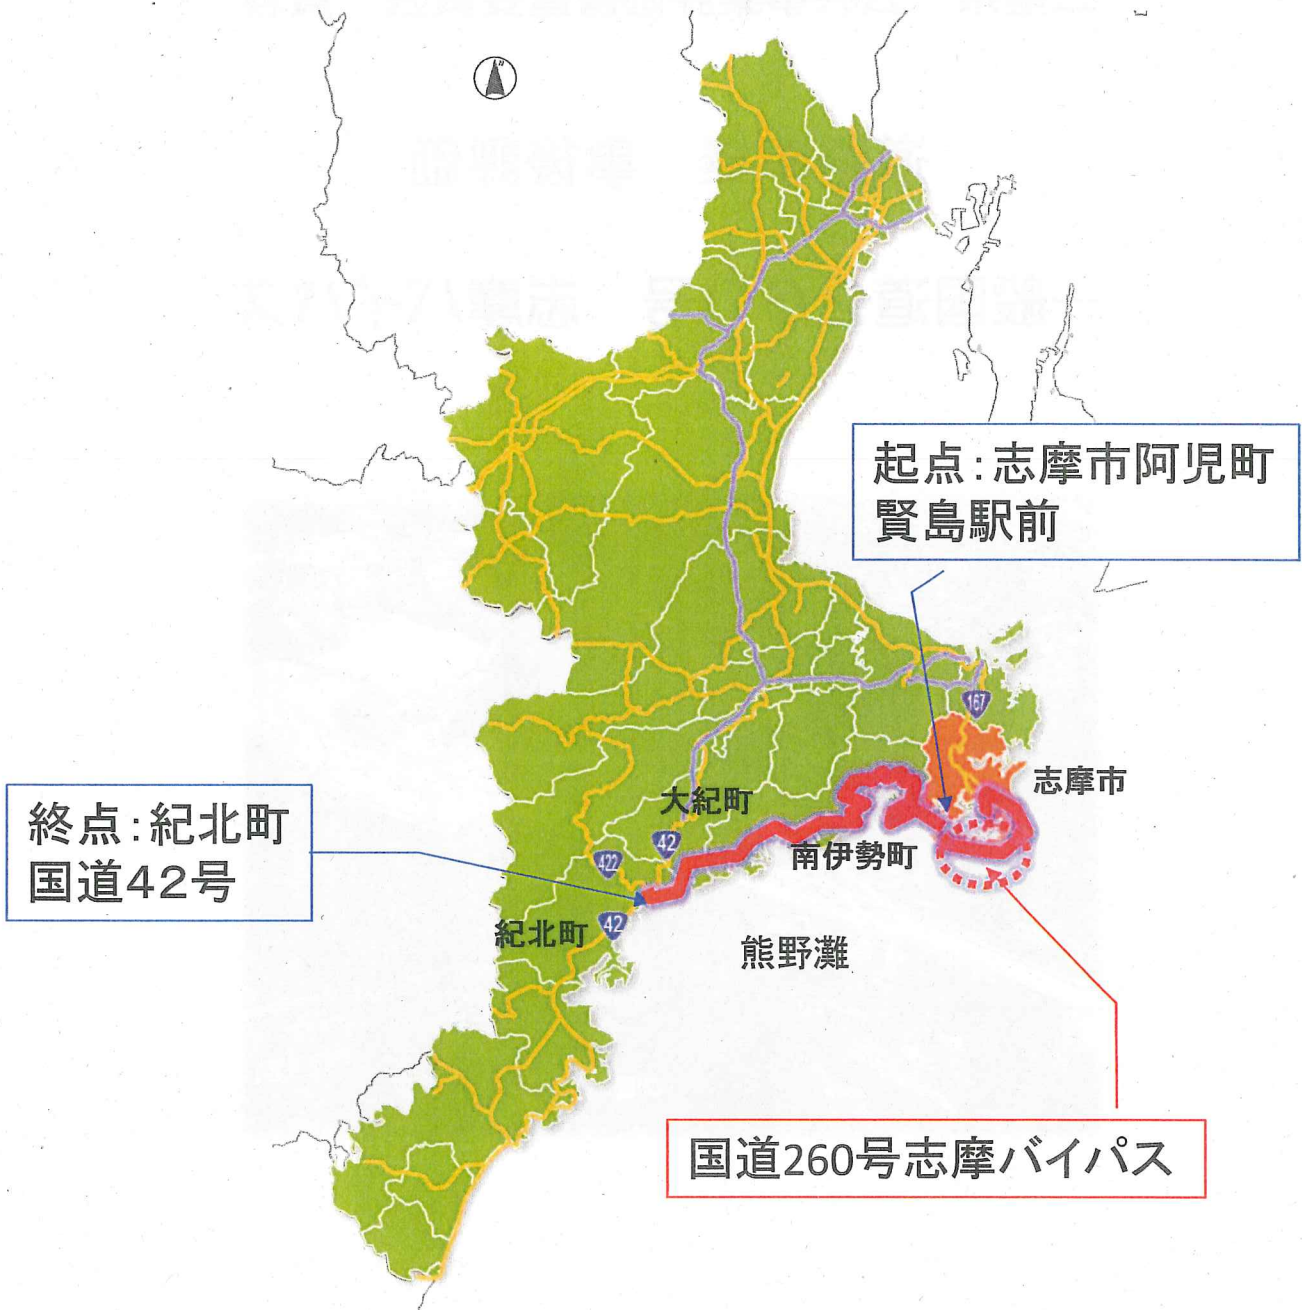 N
起点:志摩市阿児町
賢島駅前
167
志摩市
大紀町
終点:紀北町
国道42号
42
422
南伊勢町
紀北町
42
熊野灘
国道260号志摩バイパス